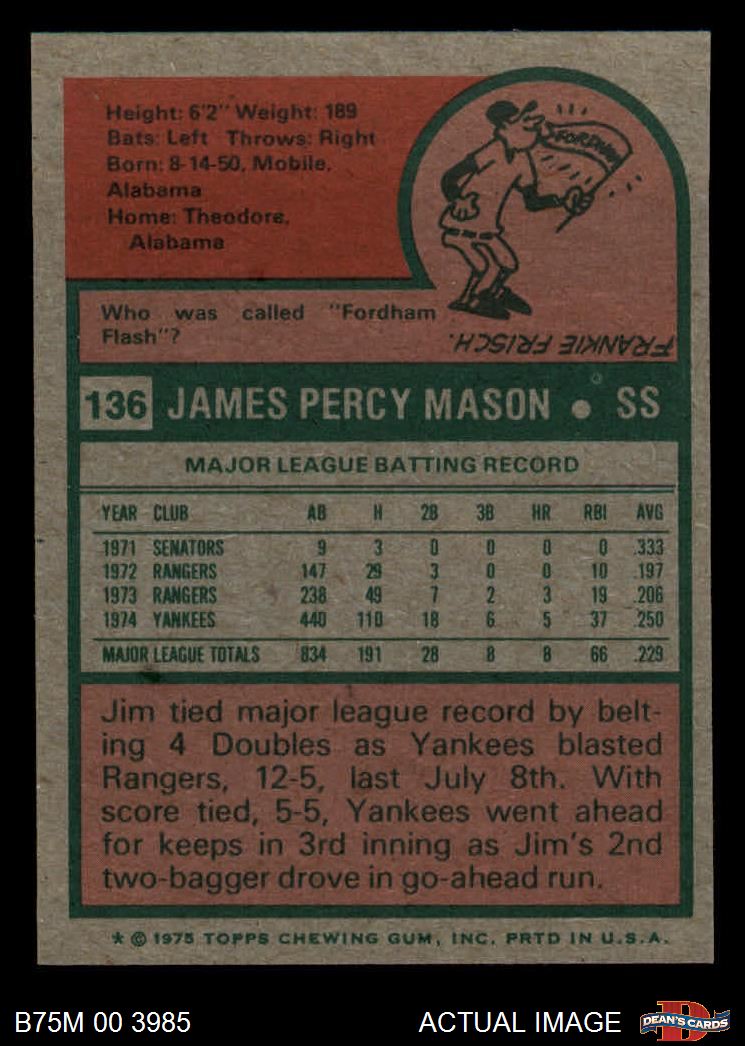 Height: 6'2" Weight: 189
Bats: Left Throws: Right
Born: 8-14-50, Mobile,
Alabama
Home: Theodore,
Alabama
FORDHAM
Who was called "Fordham
Flash"?
FRANKIE FRISCH.
136 JAMES PERCY MASON • SS
MAJOR LEAGUE BATTING RECORD
YEAR CLUB AB H 2B 3B HR RBI AVG
1971 SENATORS 9 3 0 0 0 0 .333
1972 RANGERS 147 29 3 0 0 10 .197
1973 RANGERS 238 49 7 2 3 19 .206
1974 YANKEES 440 110 18 6 5 37 .250
MAJOR LEAGUE TOTALS 834 191 28 8 8 66 .229
Jim tied major league record by belt-
ing 4 Doubles as Yankees blasted
Rangers, 12-5, last July 8th. With
score tied, 5-5, Yankees went ahead
for keeps in 3rd inning as Jim's 2nd
two-bagger drove in go-ahead run.
* © 1975 TOPPS CHEWING GUM, INC. PRTD IN U.S.A.
B75M 00 3985 ACTUAL IMAGE DEAN'S CARDS